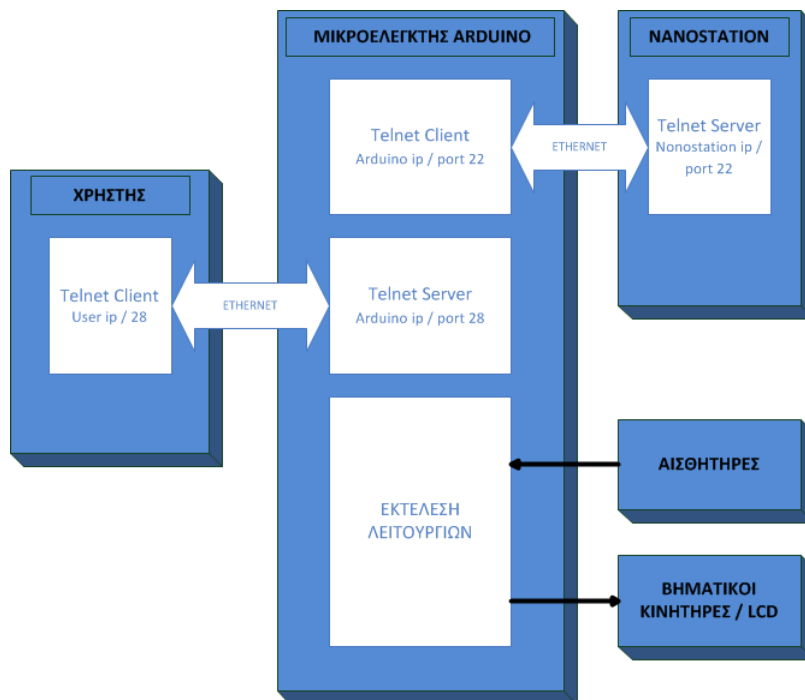 ΜΙΚΡΟΕΛΕΓΚΤΗΣ ARDUINO
Telnet Client
Arduino ip / port 22
ETHERNET
NANOSTATION
Telnet Server
Nonostation ip /
port 22
ΧΡΗΣΤΗΣ
Telnet Client
User ip / 28
ETHERNET
Telnet Server
Arduino ip / port 28
ΕΚΤΕΛΕΣΗ
ΛΕΙΤΟΥΡΓΙΩΝ
ΑΙΣΘΗΤΗΡΕΣ
ΒΗΜΑΤΙΚΟΙ
ΚΙΝΗΤΗΡΕΣ / LCD